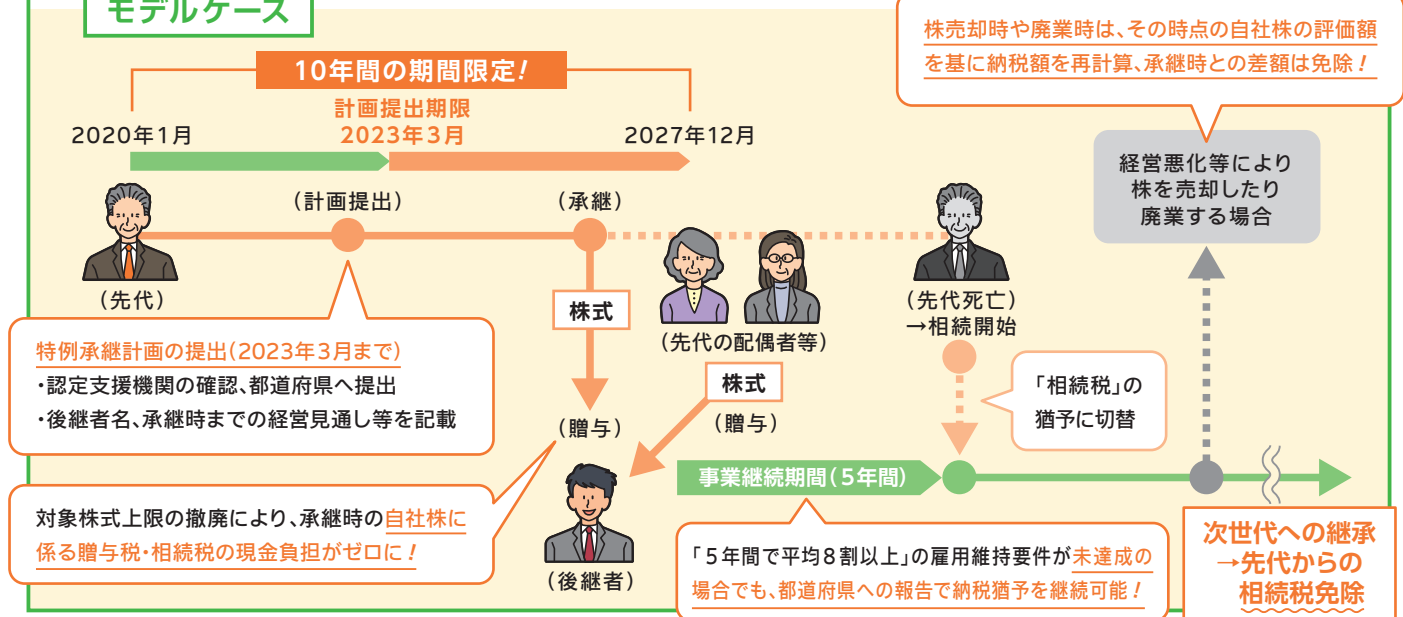 モデルケース
株売却時や廃業時は、その時点の自社株の評価額
を基に納税額を再計算、承継時との差額は免除!
10年間の期間限定!
計画提出期限
2020年1月
2023年3月
2027年12月
経営悪化等により
株を売却したり
廃業する場合
(計画提出)
(承継)
(先代)
株式
(先代の配偶者等)
(先代死亡)
→相続開始
特例承継計画の提出(2023年3月まで)
・認定支援機関の確認、都道府県へ提出
・後継者名、承継時までの経営見通し等を記載
株式
(贈与)
(贈与)
「相続税」の
猶予に切替
事業継続期間(5年間)
対象株式上限の撤廃により、承継時の自社株に
係る贈与税・相続税の現金負担がゼロに!
(後継者)
「5年間で平均8割以上」の雇用維持要件が未達成の
場合でも、都道府県への報告で納税猶予を継続可能!
次世代への継承
→先代からの
相続税免除